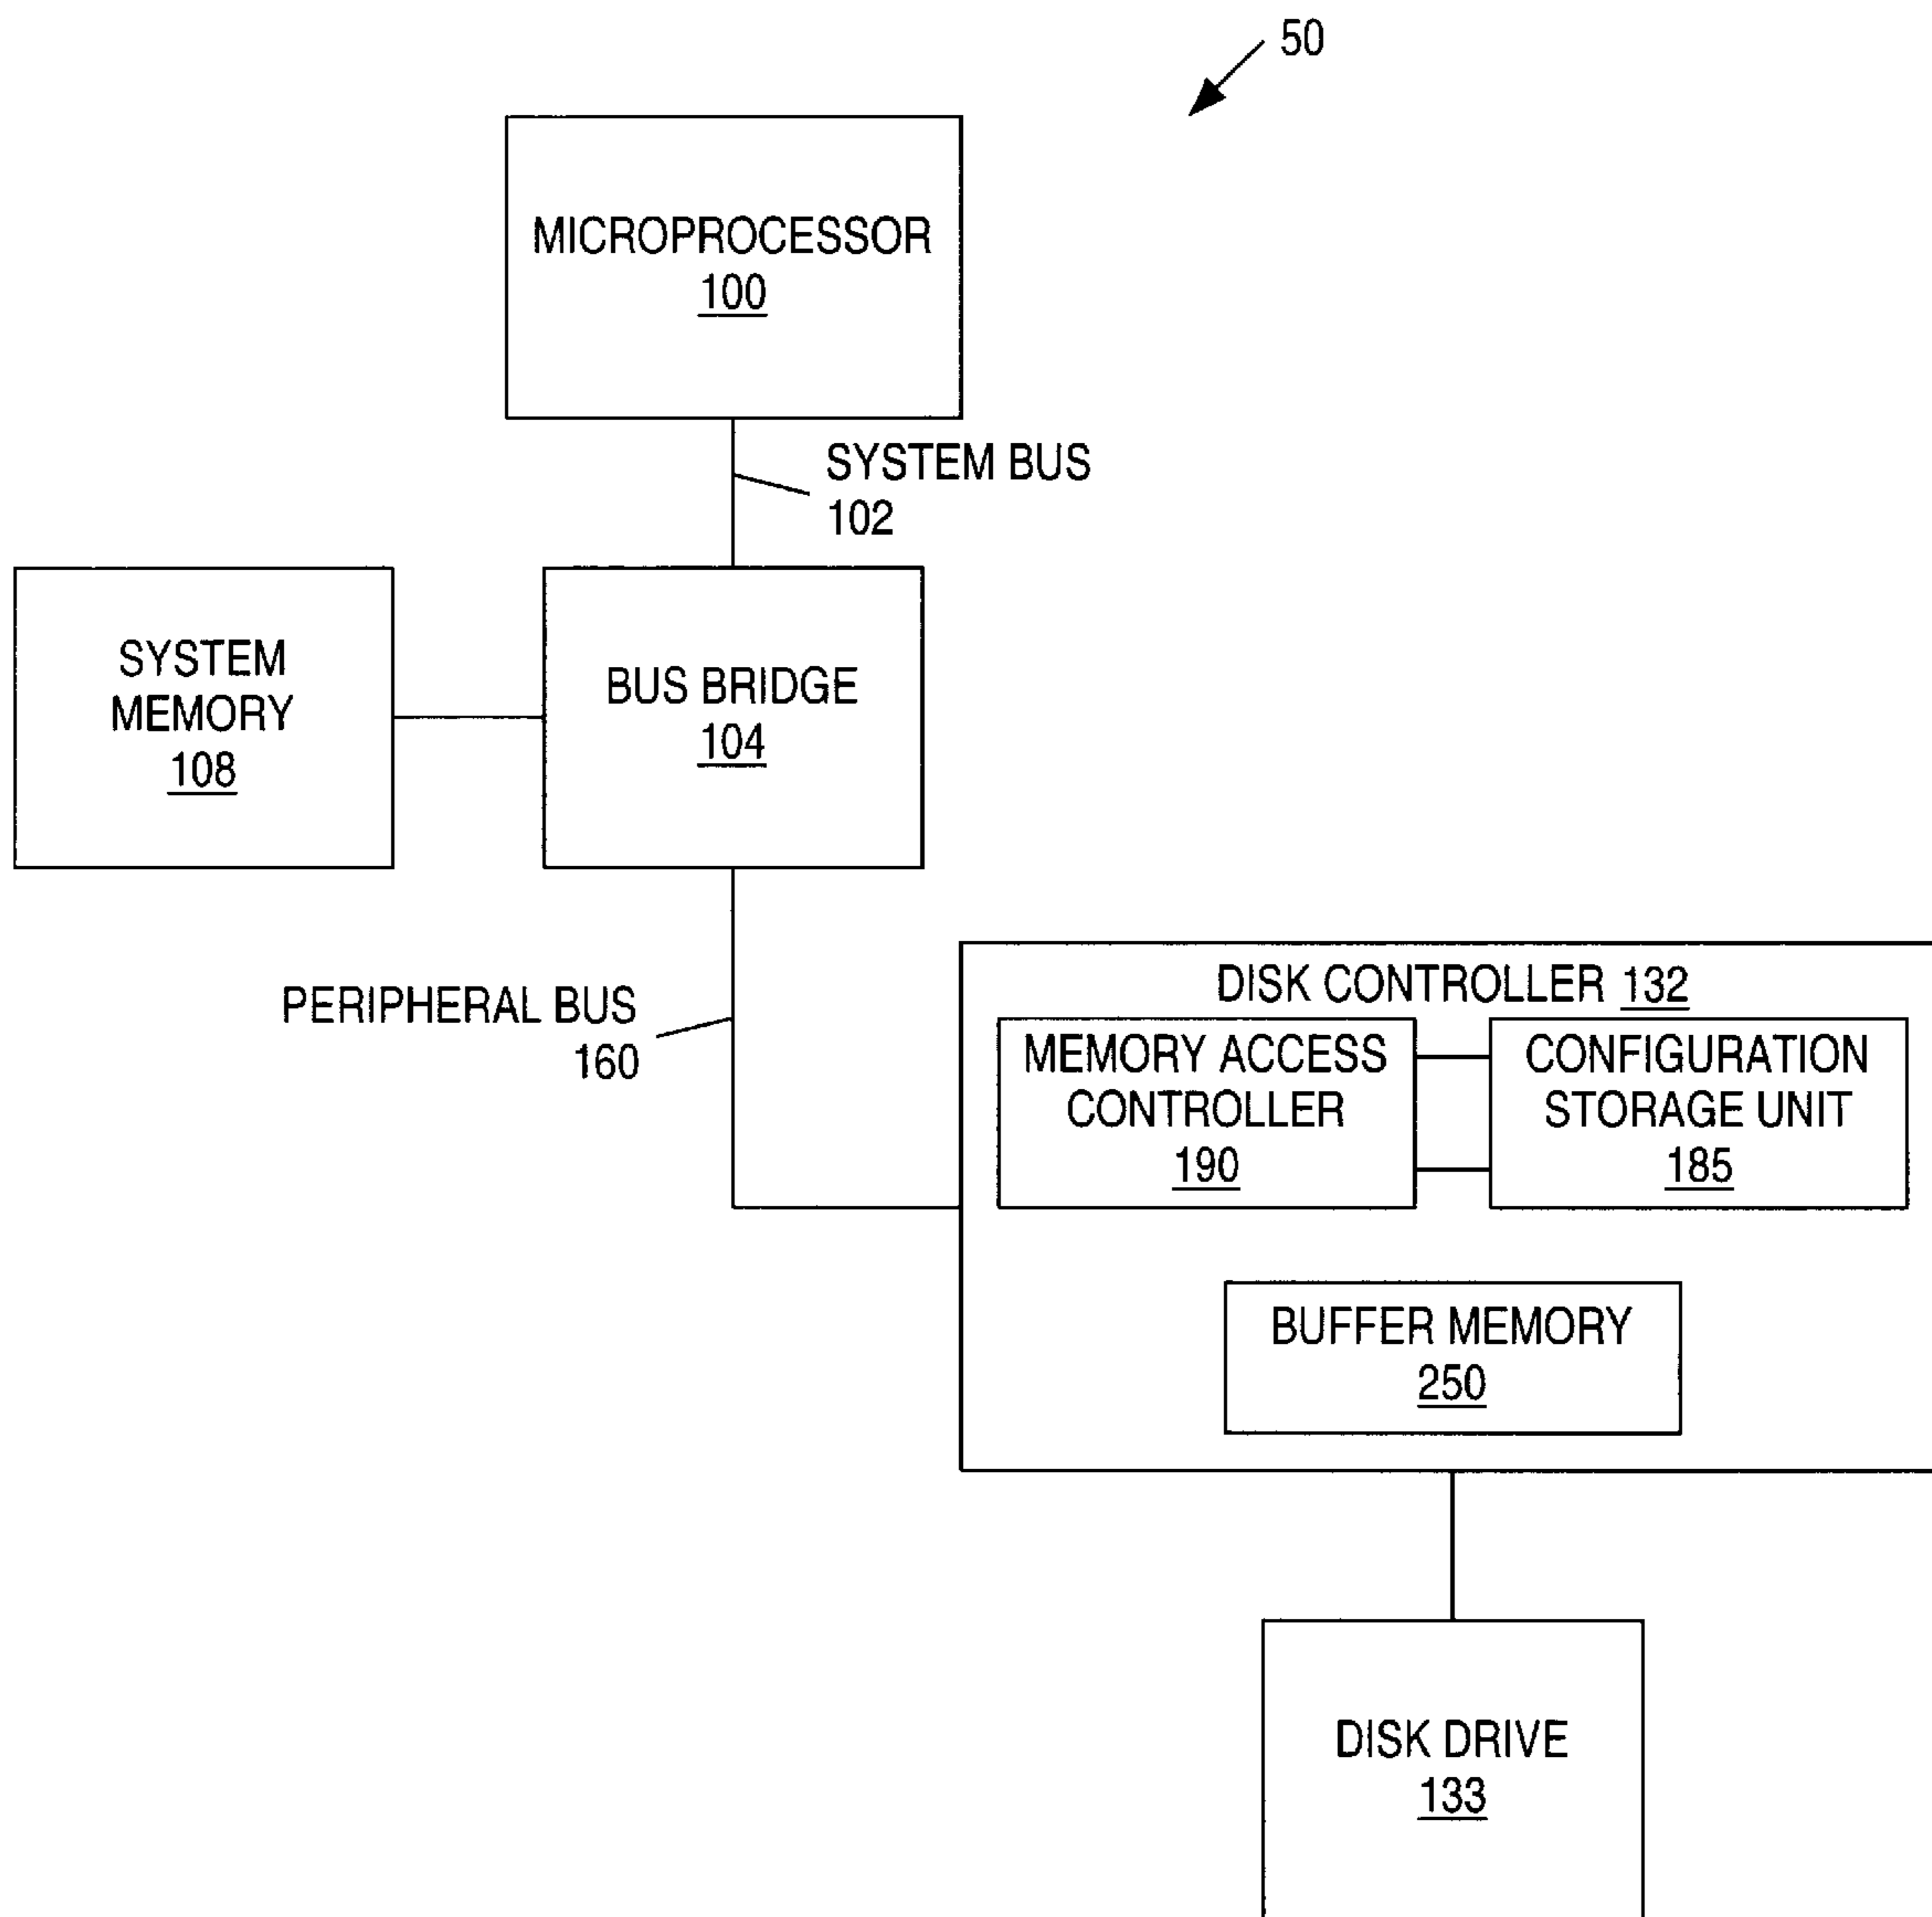 50
MICROPROCESSOR
100
SYSTEM BUS
102
SYSTEM
MEMORY
108
BUS BRIDGE
104
PERIPHERAL BUS
160
DISK CONTROLLER 132
MEMORY ACCESS
CONTROLLER
190
CONFIGURATION
STORAGE UNIT
185
BUFFER MEMORY
250
DISK DRIVE
133